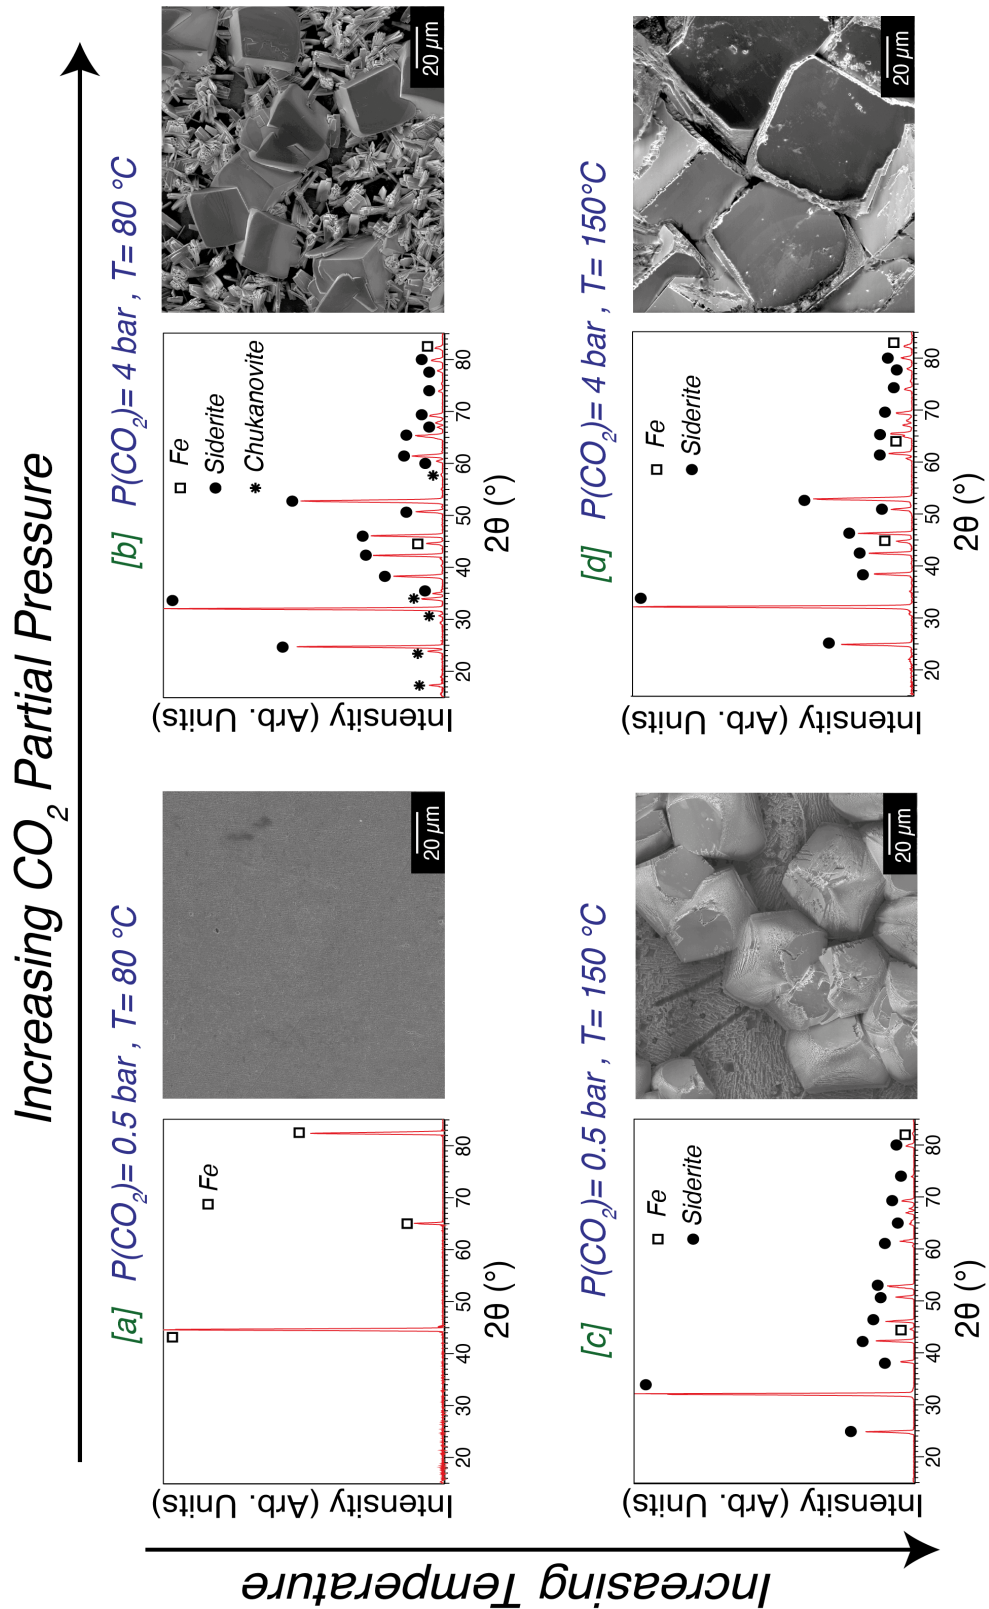 Increasing CO2 Partial Pressure
Increasing Temperature
[a] P(CO2)= 0.5 bar , T= 80 °C
Intensity (Arb. Units)
Fe
20 30 40 50 60 70 80
2θ (°)
20 µm
[b] P(CO2)= 4 bar , T= 80 °C
Intensity (Arb. Units)
Fe
Siderite
Chukanovite
20 30 40 50 60 70 80
2θ (°)
20 µm
[c] P(CO2)= 0.5 bar , T= 150 °C
Intensity (Arb. Units)
Fe
Siderite
20 30 40 50 60 70 80
2θ (°)
20 µm
[d] P(CO2)= 4 bar , T= 150°C
Intensity (Arb. Units)
Fe
Siderite
20 30 40 50 60 70 80
2θ (°)
20 µm